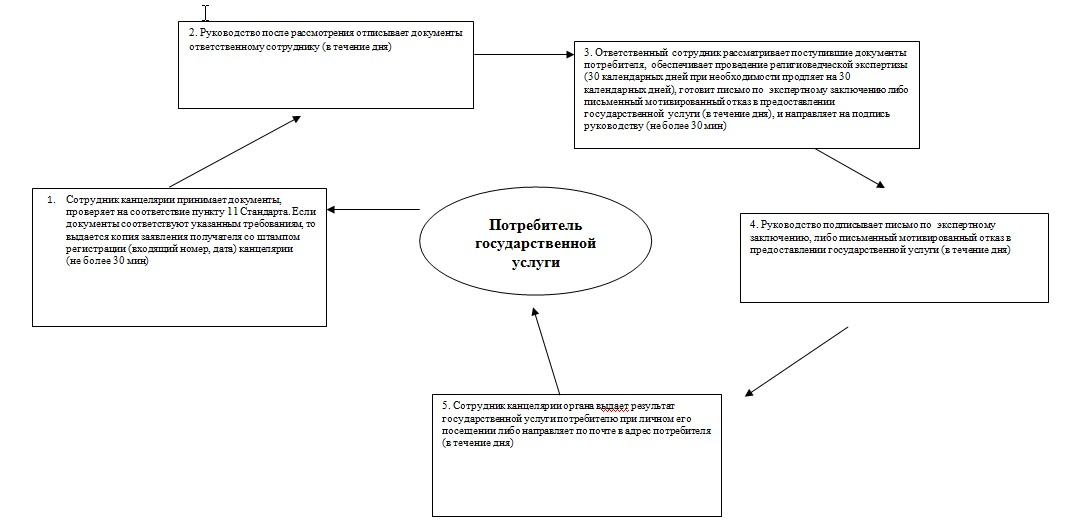 2. Руководство после рассмотрения отписывает документы
ответственному сотруднику (в течение дня)
3. Ответственный сотрудник рассматривает поступившие документы
потребителя, обеспечивает проведение религиоведческой экспертизы
(30 календарных дней при необходимости продляет на 30
календарных дней), готовит письмо по экспертному заключению либо
письменный мотивированный отказ в предоставлении
государственной услуги (в течение дня), и направляет на подпись
руководству (не более 30 мин)
1. Сотрудник канцелярии принимает документы,
проверяет на соответствие пункту 11 Стандарта. Если
документы соответствуют указанным требованиям, то
выдается копия заявления получателя со штампом
регистрации (входящий номер, дата) канцелярии
(не более 30 мин)
Потребитель
государственной
услуги
4. Руководство подписывает письмо по экспертному
заключению, либо письменный мотивированный отказ в
предоставлении государственной услуги (в течение дня)
5. Сотрудник канцелярии органа выдает результат
государственной услуги потребителю при личном его
посещении либо направляет по почте в адрес потребителя
(в течение дня)